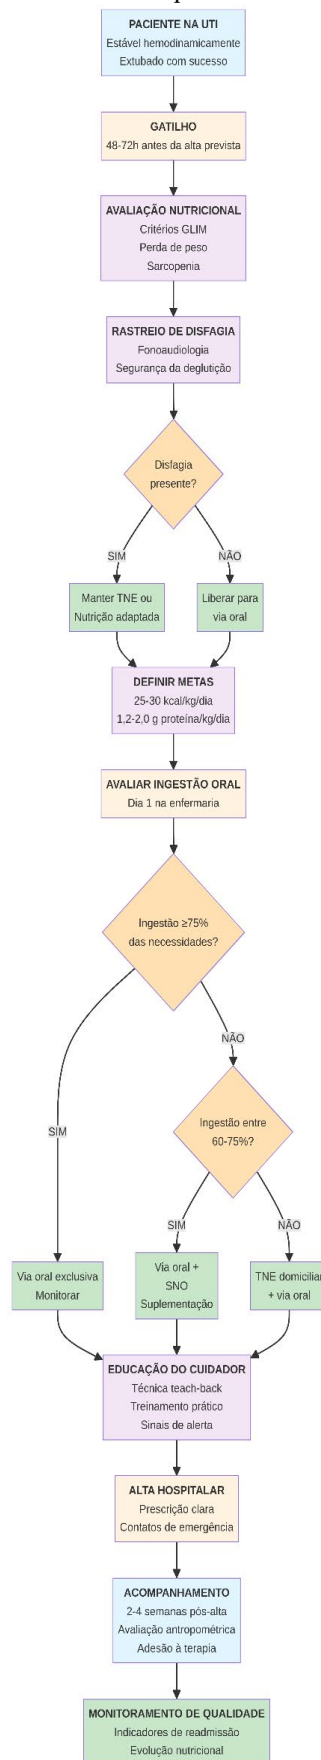 PACIENTE NA UTI
Estável hemodinamicamente
Extubado com sucesso
GATILHO
48-72h antes da alta prevista
AVALIAÇÃO NUTRICIONAL
Critérios GLIM
Perda de peso
Sarcopenia
RASTREIO DE DISFAGIA
Fonoaudiologia
Segurança da deglutição
Disfagia
presente?
SIM
NÃO
Manter TNE ou
Nutrição adaptada
Liberar para
via oral
DEFINIR METAS
25-30 kcal/kg/dia
1,2-2,0 g proteína/kg/dia
AVALIAR INGESTÃO ORAL
Dia 1 na enfermaria
Ingestão ≥75%
das necessidades?
NÃO
Ingestão entre
60-75%?
SIM
SIM
NÃO
Via oral exclusiva
Monitorar
Via oral +
SNO
Suplementação
TNE domiciliar
+ via oral
EDUCAÇÃO DO CUIDADOR
Técnica teach-back
Treinamento prático
Sinais de alerta
ALTA HOSPITALAR
Prescrição clara
Contatos de emergência
ACOMPANHAMENTO
2-4 semanas pós-alta
Avaliação antropométrica
Adesão à terapia
MONITORAMENTO DE QUALIDADE
Indicadores de readmissão
Evolução nutricional